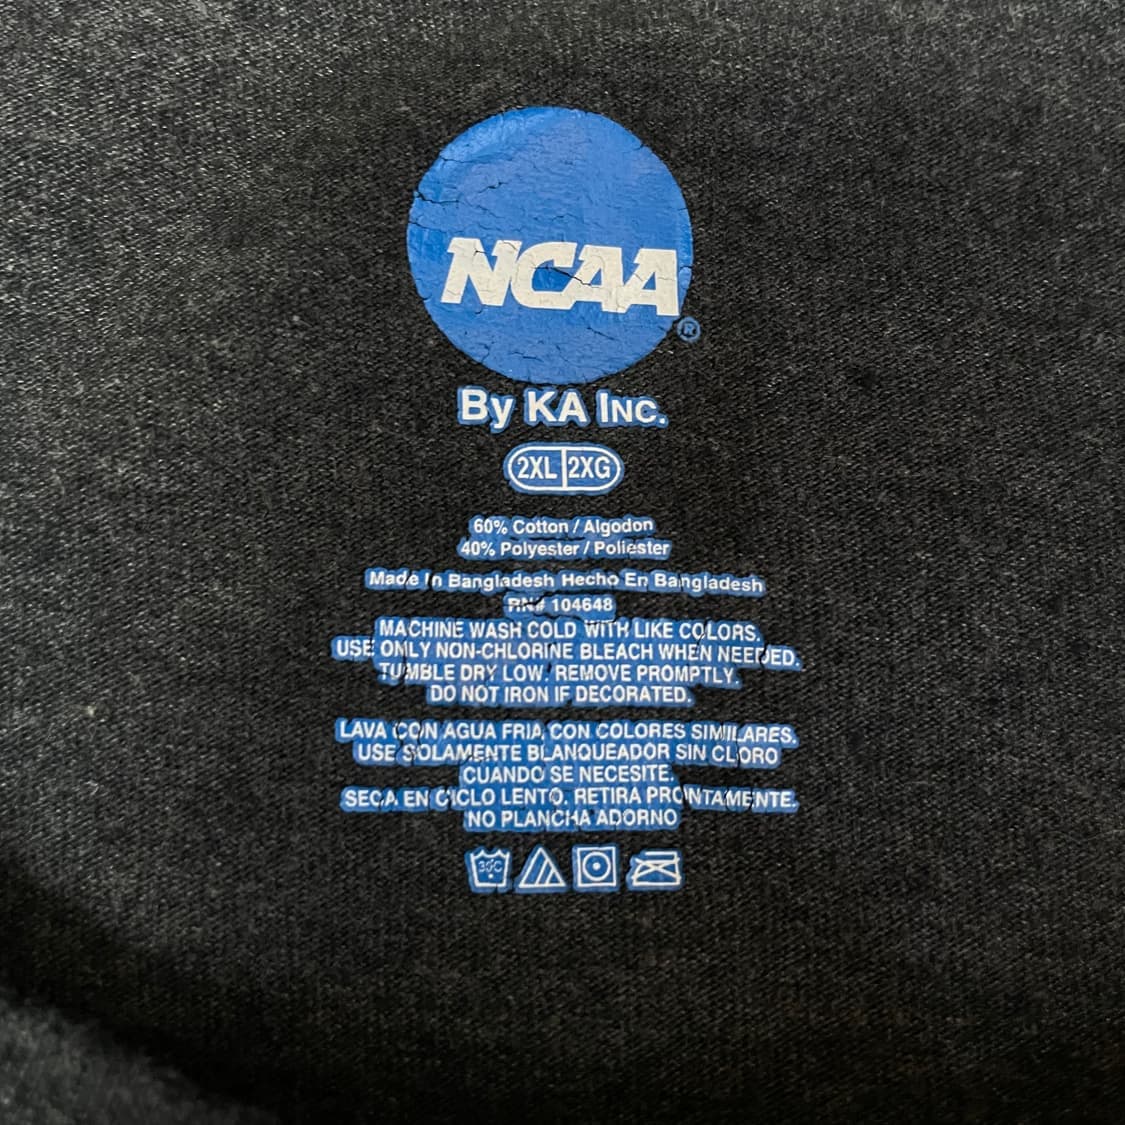 NCAA
®
By KA INC.
2XL 2XG
60% Cotton / Algodon
40% Polyester / Poliester
Made In Bangladesh Hecho En Bangladesh
RN# 104648
MACHINE WASH COLD WITH LIKE COLORS.
USE ONLY NON-CHLORINE BLEACH WHEN NEEDED.
TUMBLE DRY LOW. REMOVE PROMPTLY.
DO NOT IRON IF DECORATED.
LAVA CON AGUA FRIA CON COLORES SIMILARES.
USE SOLAMENTE BLANQUEADOR SIN CLORO
CUANDO SE NECESITE.
SECA EN CICLO LENTO. RETIRA PRONTAMENTE.
NO PLANCHA ADORNO
30C